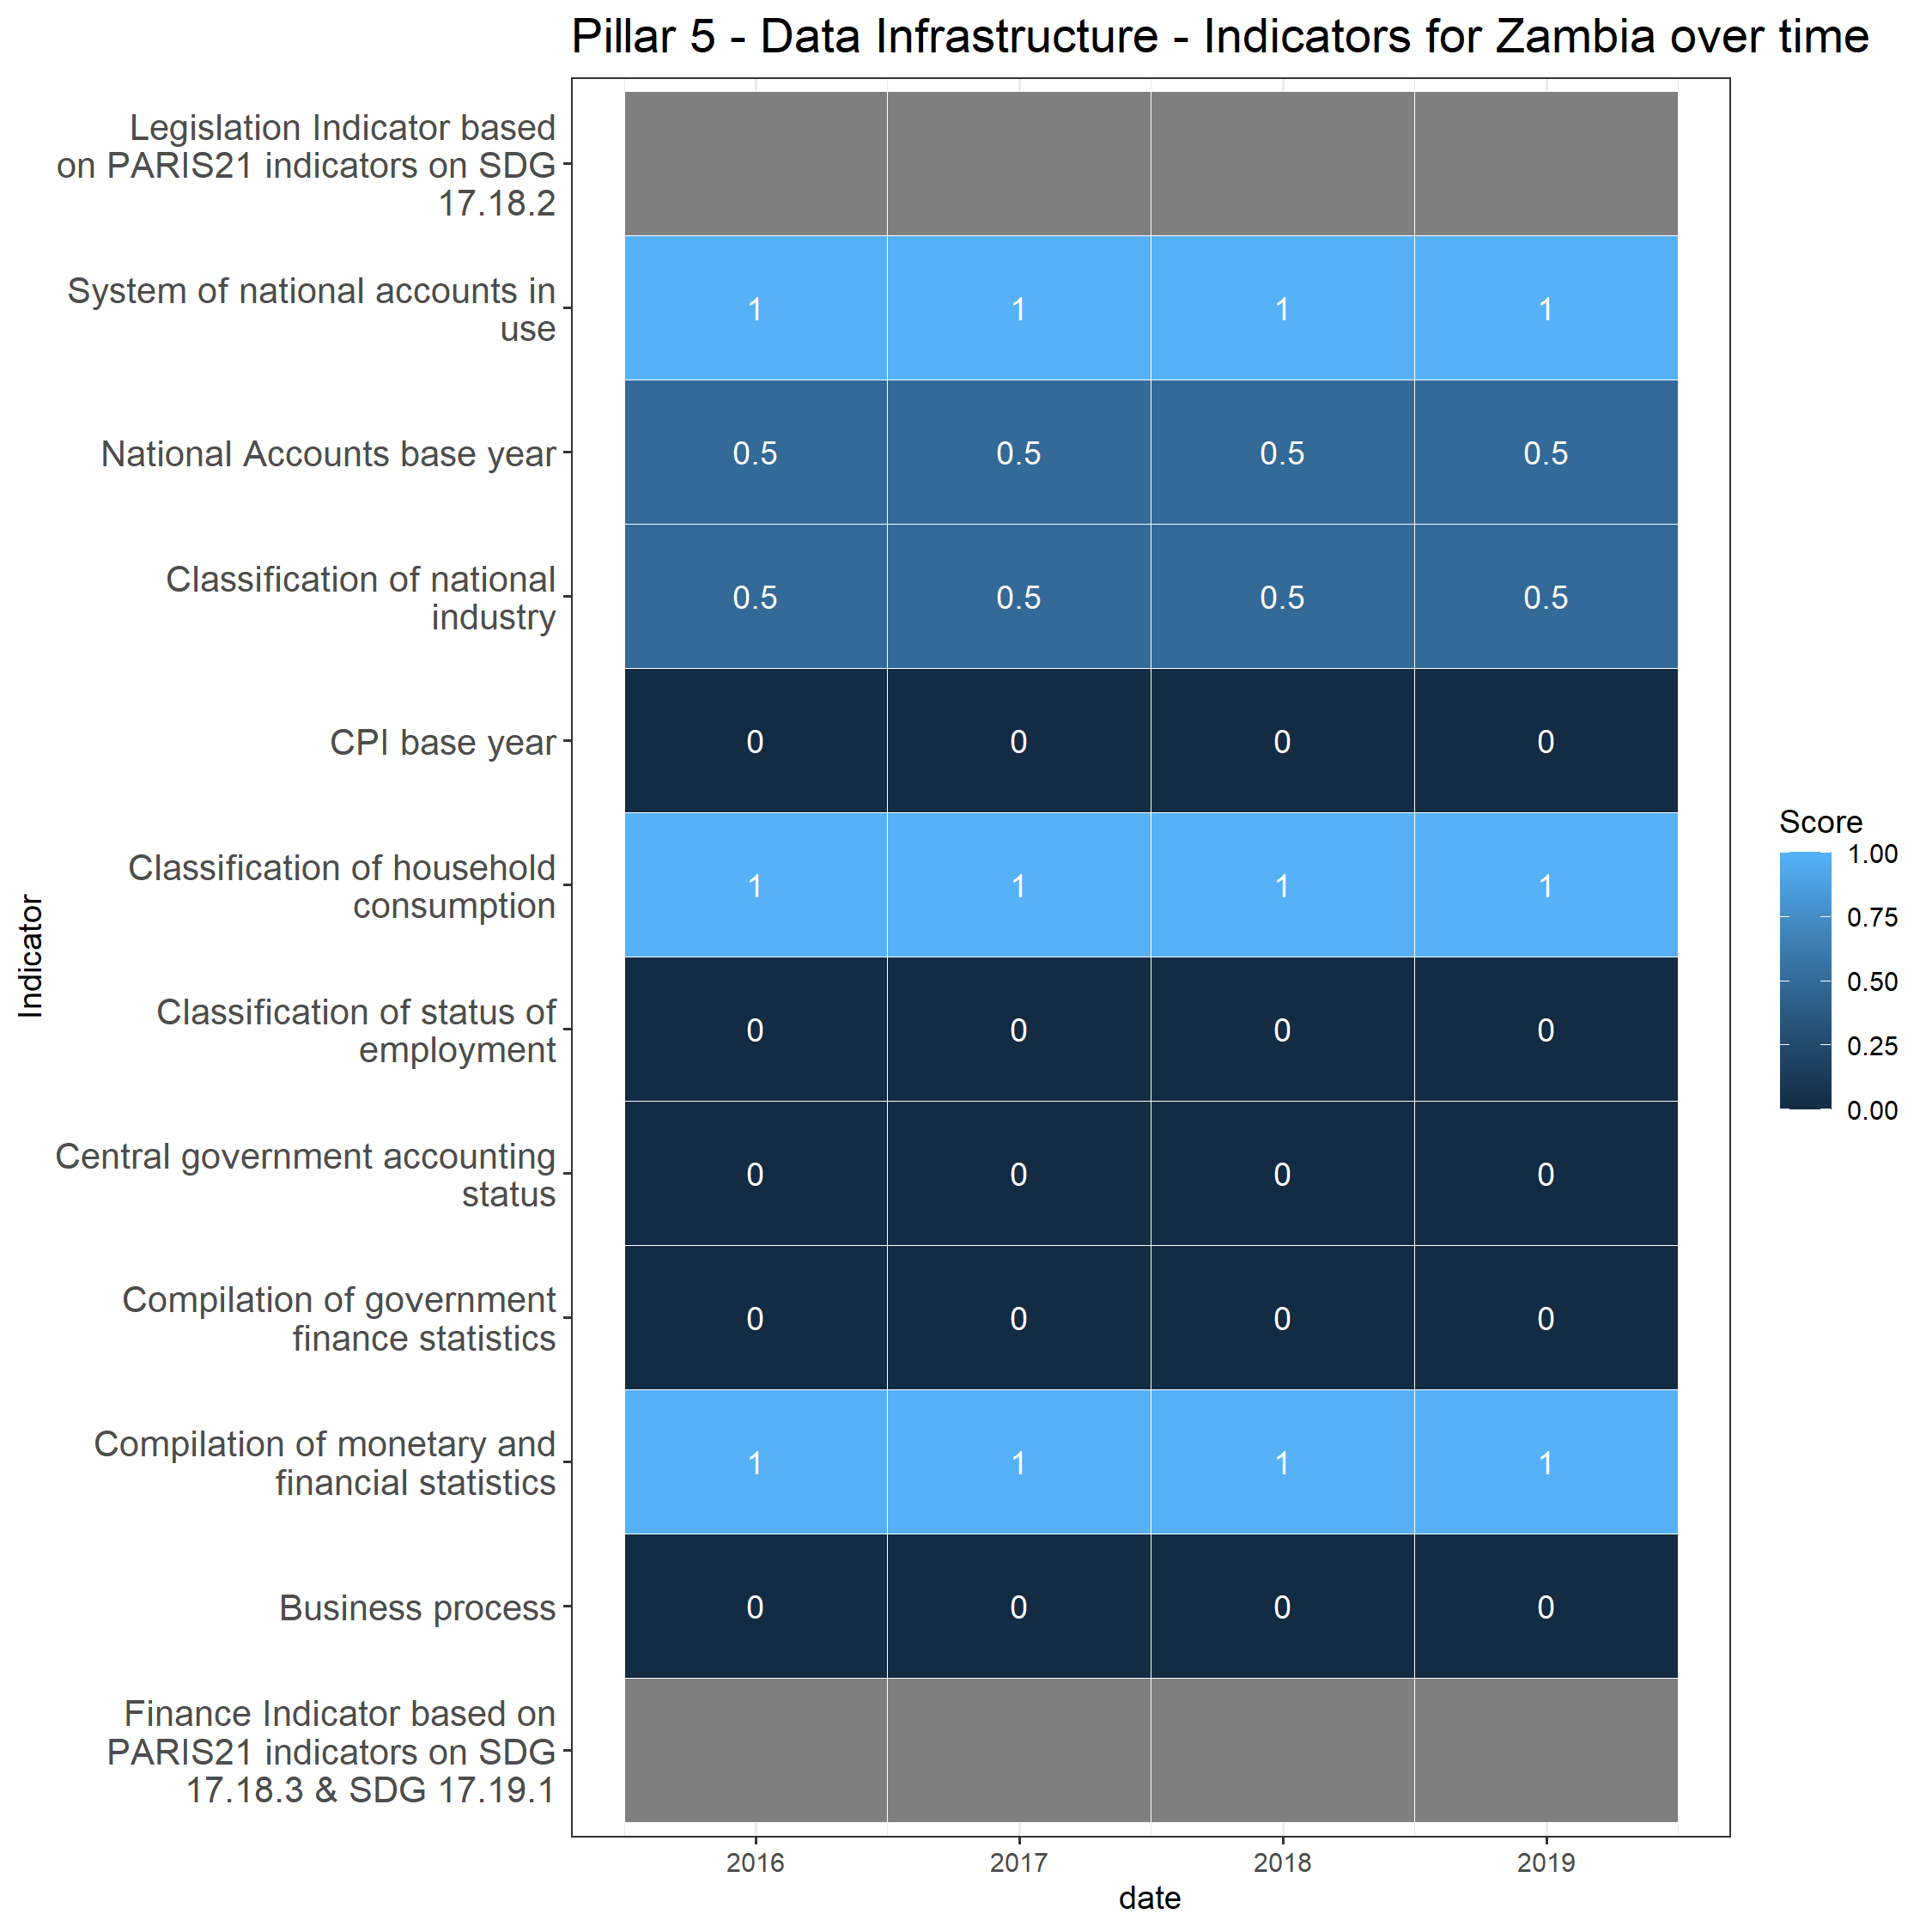 Pillar 5 - Data Infrastructure - Indicators for Zambia over time
Legislation Indicator based
on PARIS21 indicators on SDG
17.18.2
System of national accounts in
use
1 1 1 1
National Accounts base year
0.5 0.5 0.5 0.5
Classification of national
industry
0.5 0.5 0.5 0.5
CPI base year
0 0 0 0
Classification of household
consumption
1 1 1 1
Classification of status of
employment
0 0 0 0
Central government accounting
status
0 0 0 0
Compilation of government
finance statistics
0 0 0 0
Compilation of monetary and
financial statistics
1 1 1 1
Business process
0 0 0 0
Finance Indicator based on
PARIS21 indicators on SDG
17.18.3 & SDG 17.19.1
Indicator
2016 2017 2018 2019
date
Score
1.00
0.75
0.50
0.25
0.00